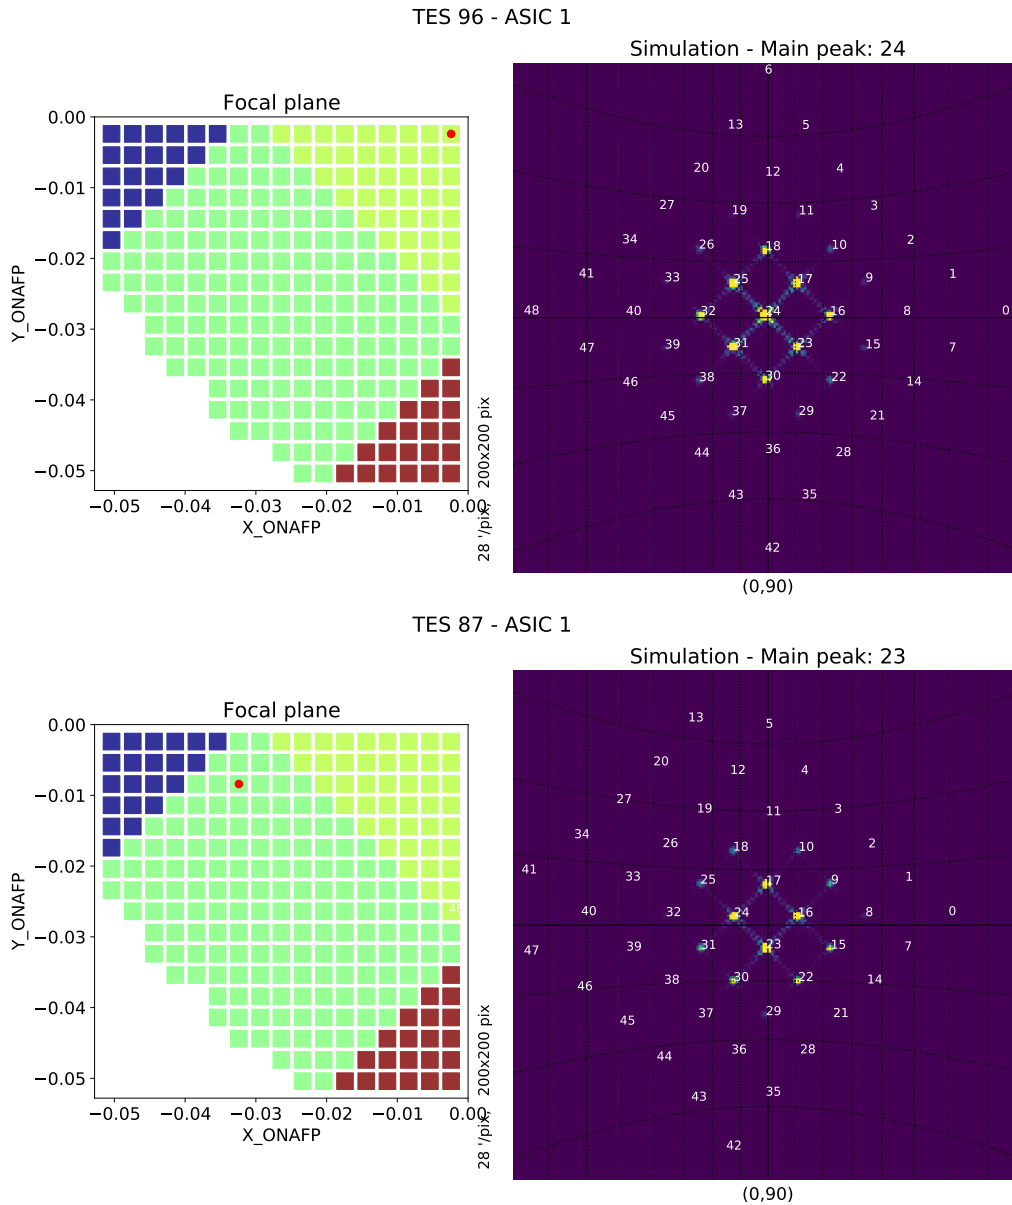 TES 96 - ASIC 1
Focal plane
Simulation - Main peak: 24
0.00
−0.01
−0.02
−0.03
−0.04
−0.05
Y_ONAFP
−0.05 −0.04 −0.03 −0.02 −0.01 0.00
X_ONAFP
28 '/pix, 200x200 pix
6
13 5
20 12 4
27 19 11 3
34 26 18 10 2
41 33 25 17 9 1
48 40 32 24 16 8 0
47 39 31 23 15 7
46 38 30 22 14
45 37 29 21
44 36 28
43 35
42
(0,90)
TES 87 - ASIC 1
Focal plane
Simulation - Main peak: 23
0.00
−0.01
−0.02
−0.03
−0.04
−0.05
Y_ONAFP
−0.05 −0.04 −0.03 −0.02 −0.01 0.00
X_ONAFP
28 '/pix, 200x200 pix
13 5
20 12 4
27 19 11 3
34 26 18 10 2
41 33 25 17 9 1
40 32 24 16 8 0
47 39 31 23 15 7
46 38 30 22 14
45 37 29 21
44 36 28
43 35
42
(0,90)